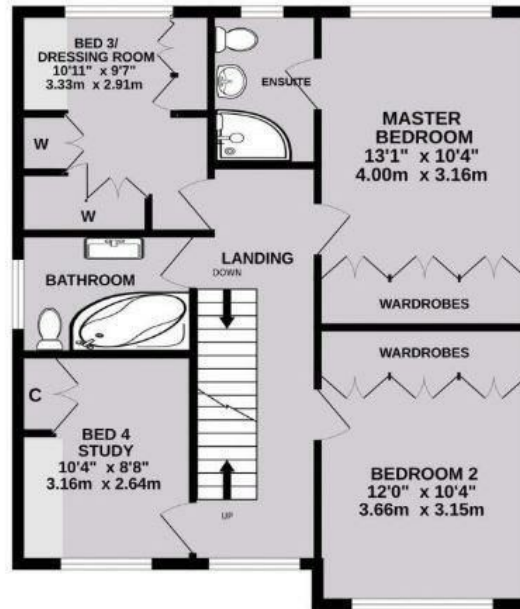 BED 3/
DRESSING ROOM
10'11" x 9'7"
3.33m x 2.91m
ENSUITE
MASTER
BEDROOM
13'1" x 10'4"
4.00m x 3.16m
W
W
LANDING
DOWN
BATHROOM
WARDROBES
WARDROBES
C
BED 4
STUDY
10'4" x 8'8"
3.16m x 2.64m
BEDROOM 2
12'0" x 10'4"
3.66m x 3.15m
UP